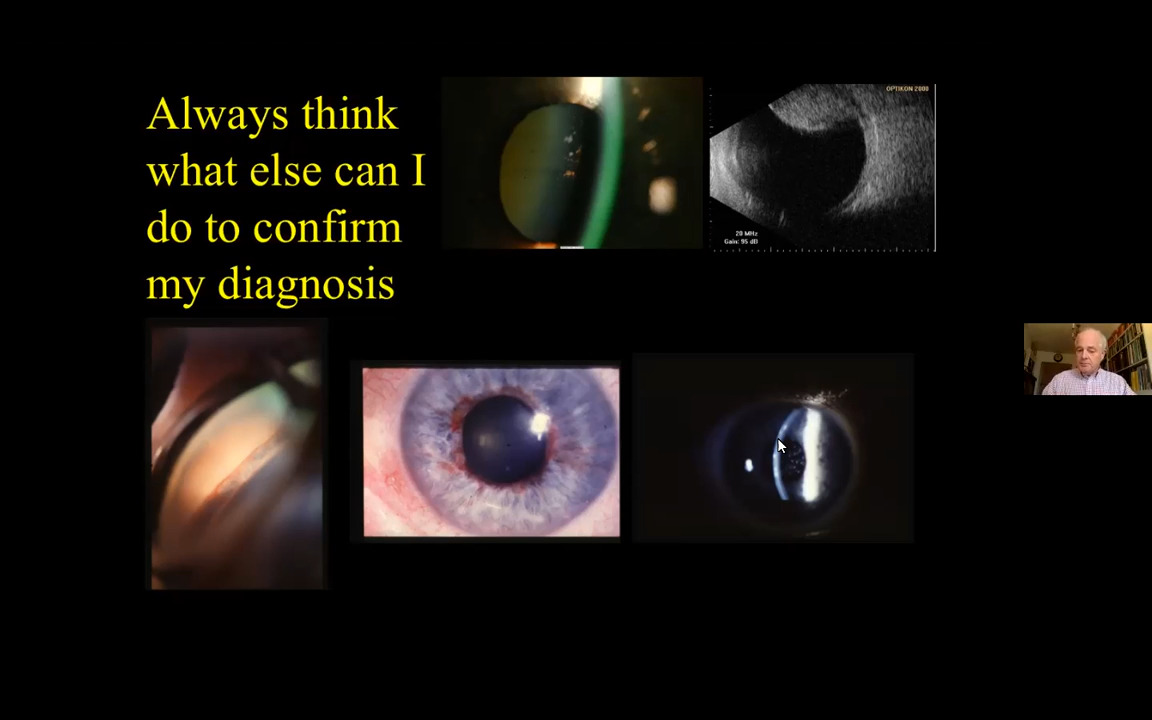 Always think
what else can I
do to confirm
my diagnosis
OPTIKON 2000
20 MHz
Gain: 95 dB